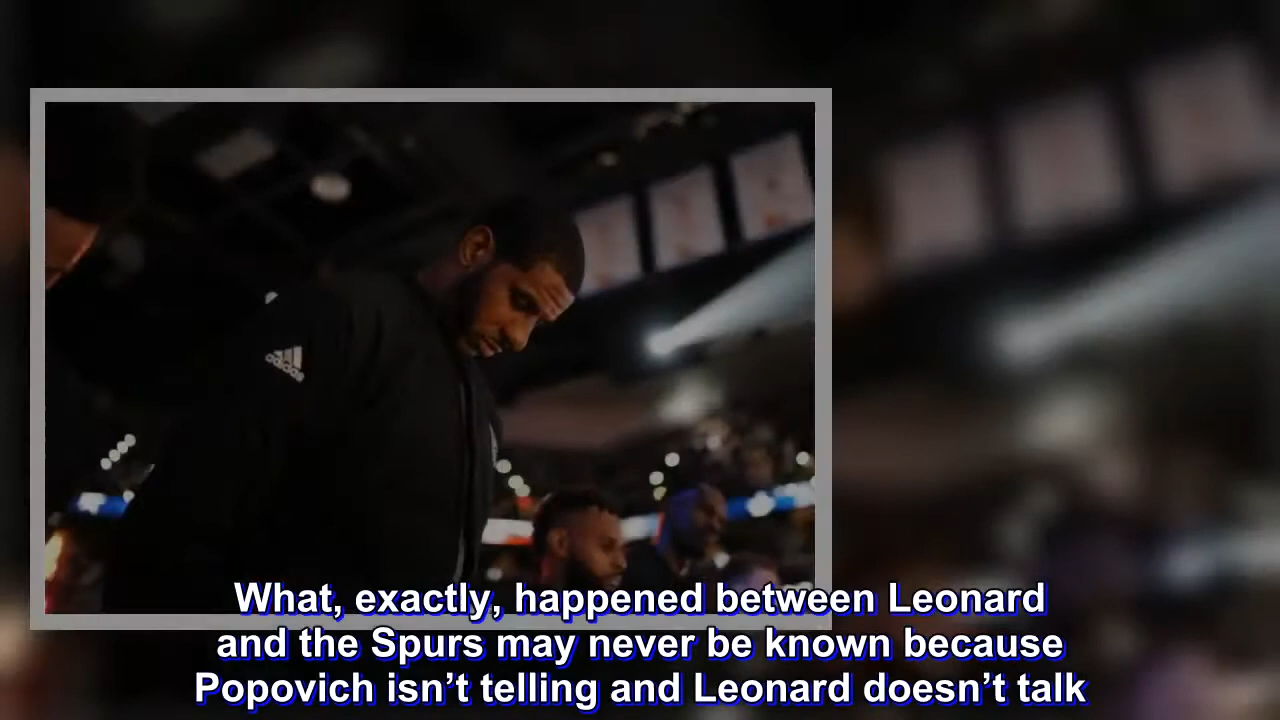 adidas
What, exactly, happened between Leonard
and the Spurs may never be known because
Popovich isn’t telling and Leonard doesn’t talk